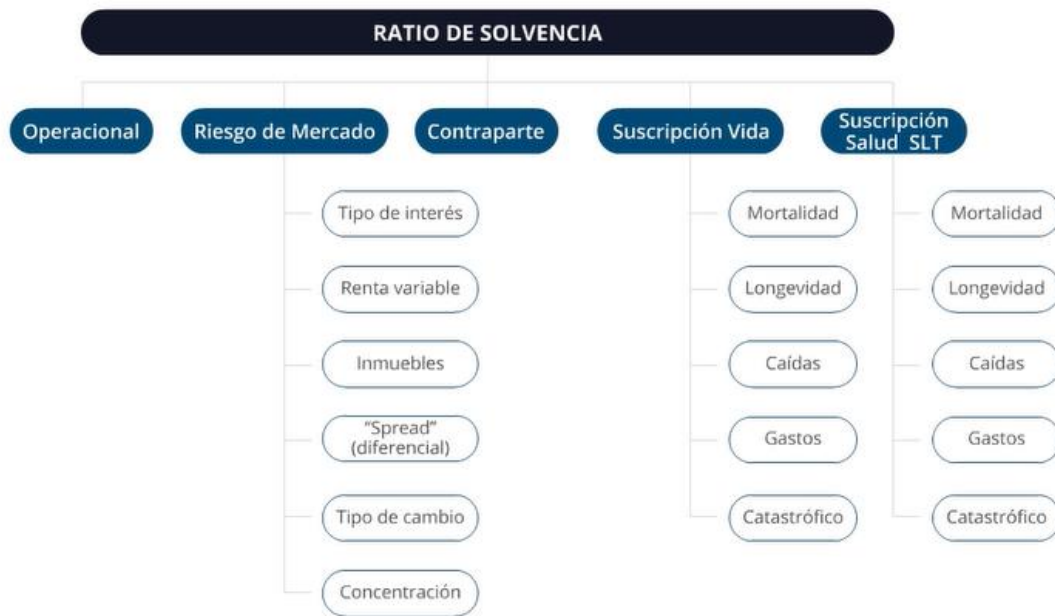 RATIO DE SOLVENCIA
Operacional
Riesgo de Mercado
Contraparte
Suscripción Vida
Suscripción
Salud SLT
Tipo de interés
Renta variable
Inmuebles
“Spread”
(diferencial)
Tipo de cambio
Concentración
Mortalidad
Longevidad
Caídas
Gastos
Catastrófico
Mortalidad
Longevidad
Caídas
Gastos
Catastrófico